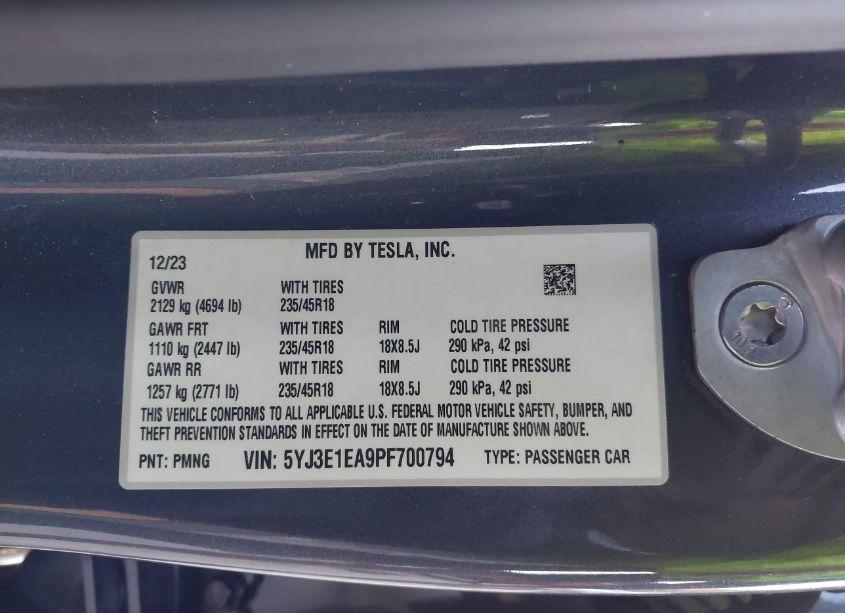 MFD BY TESLA, INC.
12/23
GVWR WITH TIRES
2129 kg (4694 lb) 235/45R18
GAWR FRT WITH TIRES RIM COLD TIRE PRESSURE
1110 kg (2447 lb) 235/45R18 18X8.5J 290 kPa, 42 psi
GAWR RR WITH TIRES RIM COLD TIRE PRESSURE
1257 kg (2771 lb) 235/45R18 18X8.5J 290 kPa, 42 psi
THIS VEHICLE CONFORMS TO ALL APPLICABLE U.S. FEDERAL MOTOR VEHICLE SAFETY, BUMPER, AND
THEFT PREVENTION STANDARDS IN EFFECT ON THE DATE OF MANUFACTURE SHOWN ABOVE.
PNT: PMNG VIN: 5YJ3E1EA9PF700794 TYPE: PASSENGER CAR